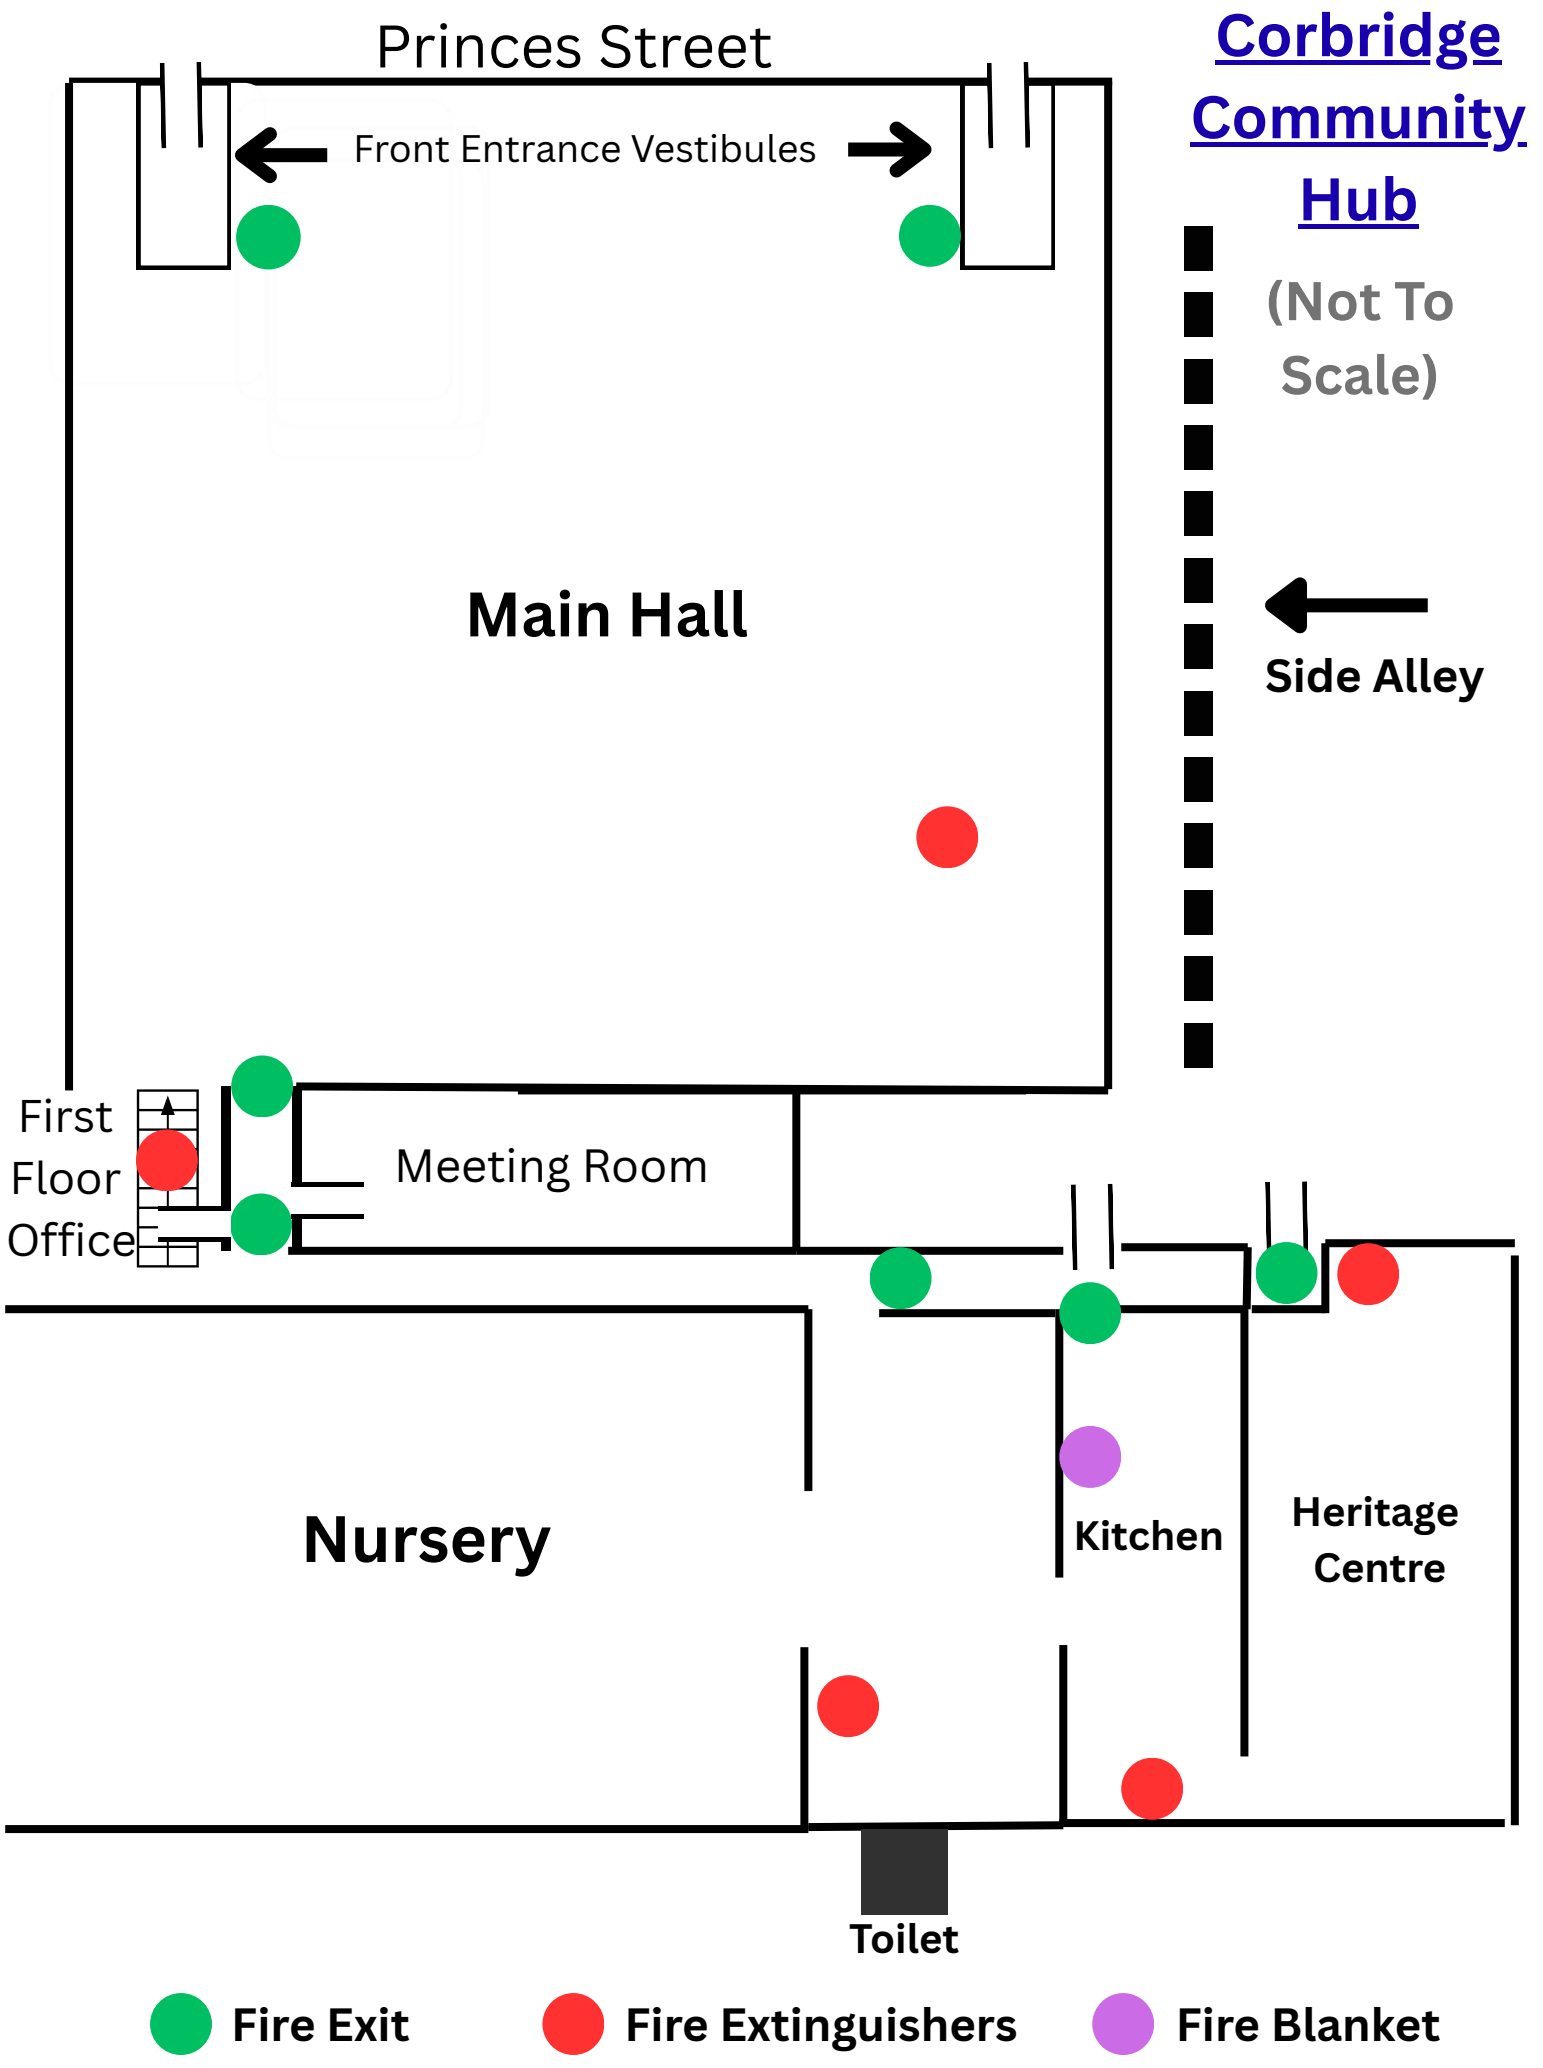 Princes Street
Corbridge
Community
Hub
Front Entrance Vestibules
(Not To
Scale)
Main Hall
Side Alley
First
Floor
Office
Meeting Room
Nursery
Kitchen
Heritage
Centre
Toilet
Fire Exit
Fire Extinguishers
Fire Blanket